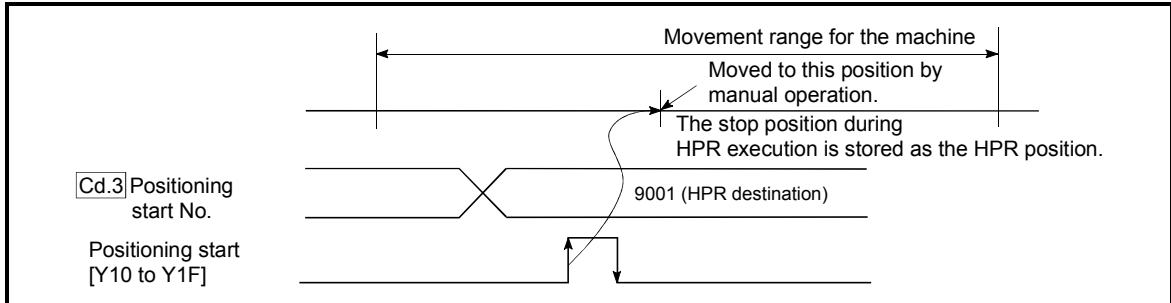 Movement range for the machine
Moved to this position by
manual operation.
The stop position during
HPR execution is stored as the HPR position.
Cd.3 Positioning
start No.
9001 (HPR destination)
Positioning start
[Y10 to Y1F]